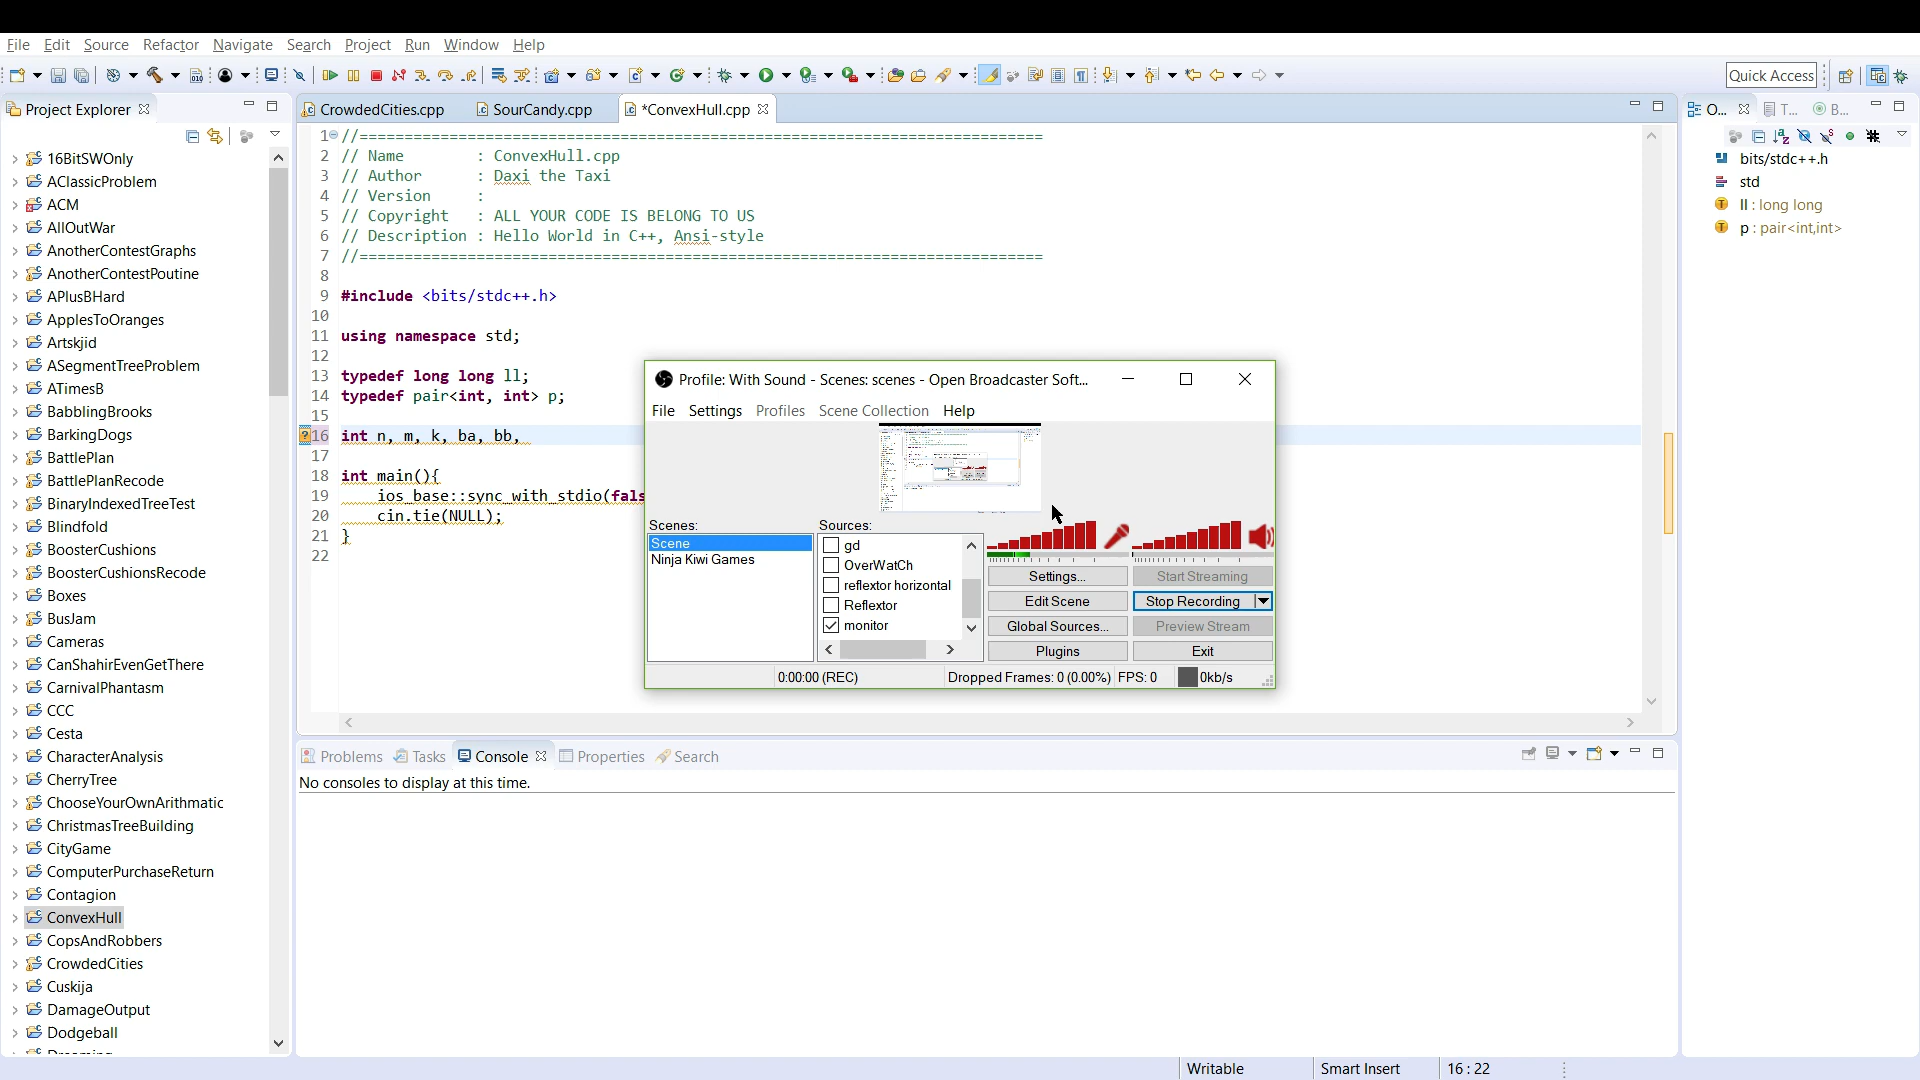 File Edit Source Refactor Navigate Search Project Run Window Help
Quick Access
Project Explorer
16BitSWOnly
AClassicProblem
ACM
AllOutWar
AnotherContestGraphs
AnotherContestPoutine
APlusBHard
ApplesToOranges
Artskjid
ASegmentTreeProblem
ATimesB
BabblingBrooks
BarkingDogs
BattlePlan
BattlePlanRecode
BinaryIndexedTreeTest
Blindfold
BoosterCushions
BoosterCushionsRecode
Boxes
BusJam
Cameras
CanShahirEvenGetThere
CarnivalPhantasm
CCC
Cesta
CharacterAnalysis
CherryTree
ChooseYourOwnArithmatic
ChristmasTreeBuilding
CityGame
ComputerPurchaseReturn
Contagion
ConvexHull
CopsAndRobbers
CrowdedCities
Cuskija
DamageOutput
Dodgeball
CrowdedCities.cpp SourCandy.cpp *ConvexHull.cpp
1 //============================================================================
2 // Name : ConvexHull.cpp
3 // Author : Daxi the Taxi
4 // Version :
5 // Copyright : ALL YOUR CODE IS BELONG TO US
6 // Description : Hello World in C++, Ansi-style
7 //============================================================================
8
9 #include <bits/stdc++.h>
10
11 using namespace std;
12
13 typedef long long ll;
14 typedef pair<int, int> p;
15
16 int n, m, k, ba, bb,
17
18 int main(){
19 ios_base::sync_with_stdio(fals
20 cin.tie(NULL);
21 }
22
Profile: With Sound - Scenes: scenes - Open Broadcaster Soft...
File Settings Profiles Scene Collection Help
Scenes:
Scene
Ninja Kiwi Games
Sources:
gd
OverWatCh
reflextor horizontal
Reflextor
monitor
Settings... Start Streaming
Edit Scene Stop Recording
Global Sources... Preview Stream
Plugins Exit
0:00:00 (REC) Dropped Frames: 0 (0.00%) FPS: 0 0kb/s
Problems Tasks Console Properties Search
No consoles to display at this time.
O... T... B...
bits/stdc++.h
std
ll : long long
p : pair<int,int>
Writable Smart Insert 16 : 22